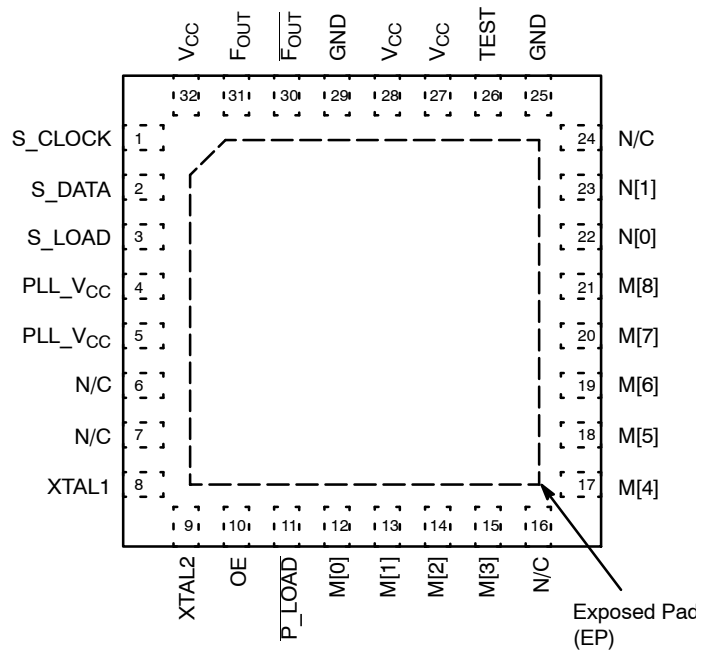 VCC FOUT FOUT GND VCC VCC TEST GND
32 31 30 29 28 27 26 25
S_CLOCK 1 24 N/C
S_DATA 2 23 N[1]
S_LOAD 3 22 N[0]
PLL_VCC 4 21 M[8]
PLL_VCC 5 20 M[7]
N/C 6 19 M[6]
N/C 7 18 M[5]
XTAL1 8 17 M[4]
9 10 11 12 13 14 15 16
XTAL2 OE P_LOAD M[0] M[1] M[2] M[3] N/C
Exposed Pad
(EP)